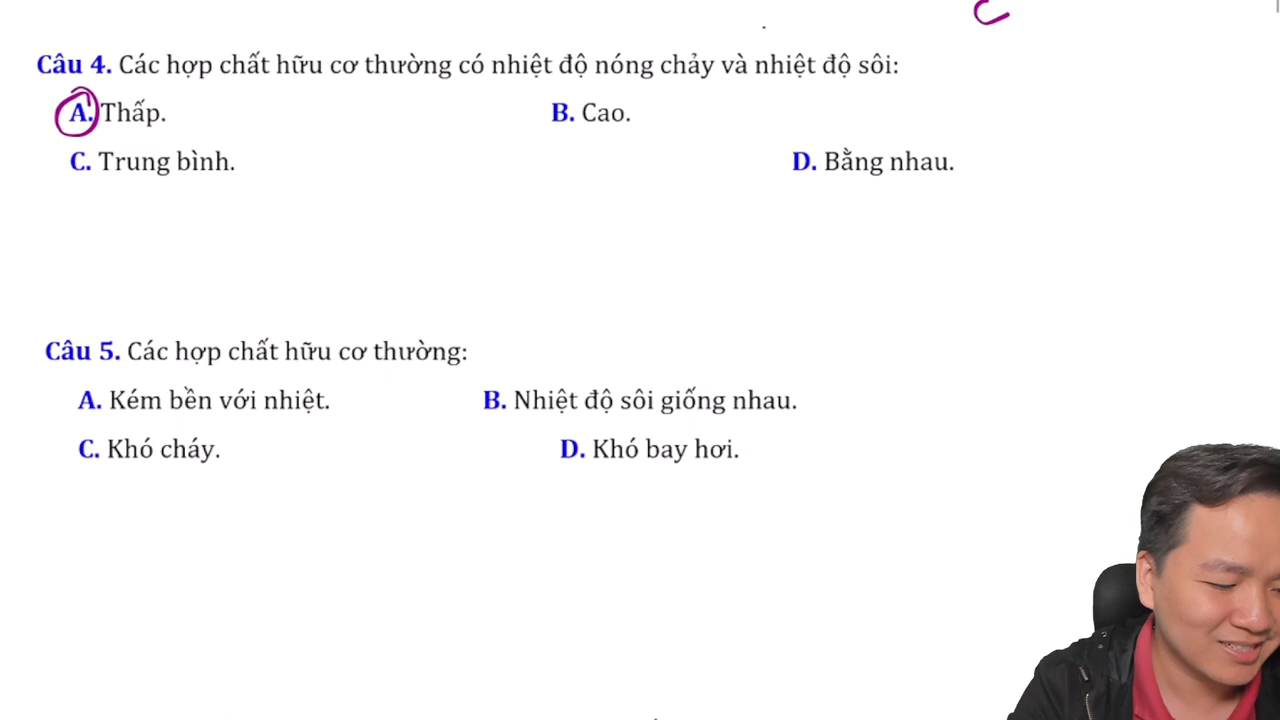 Câu 4. Các hợp chất hữu cơ thường có nhiệt độ nóng chảy và nhiệt độ sôi:
A. Thấp. B. Cao.
C. Trung bình. D. Bằng nhau.
Câu 5. Các hợp chất hữu cơ thường:
A. Kém bền với nhiệt. B. Nhiệt độ sôi giống nhau.
C. Khó cháy. D. Khó bay hơi.